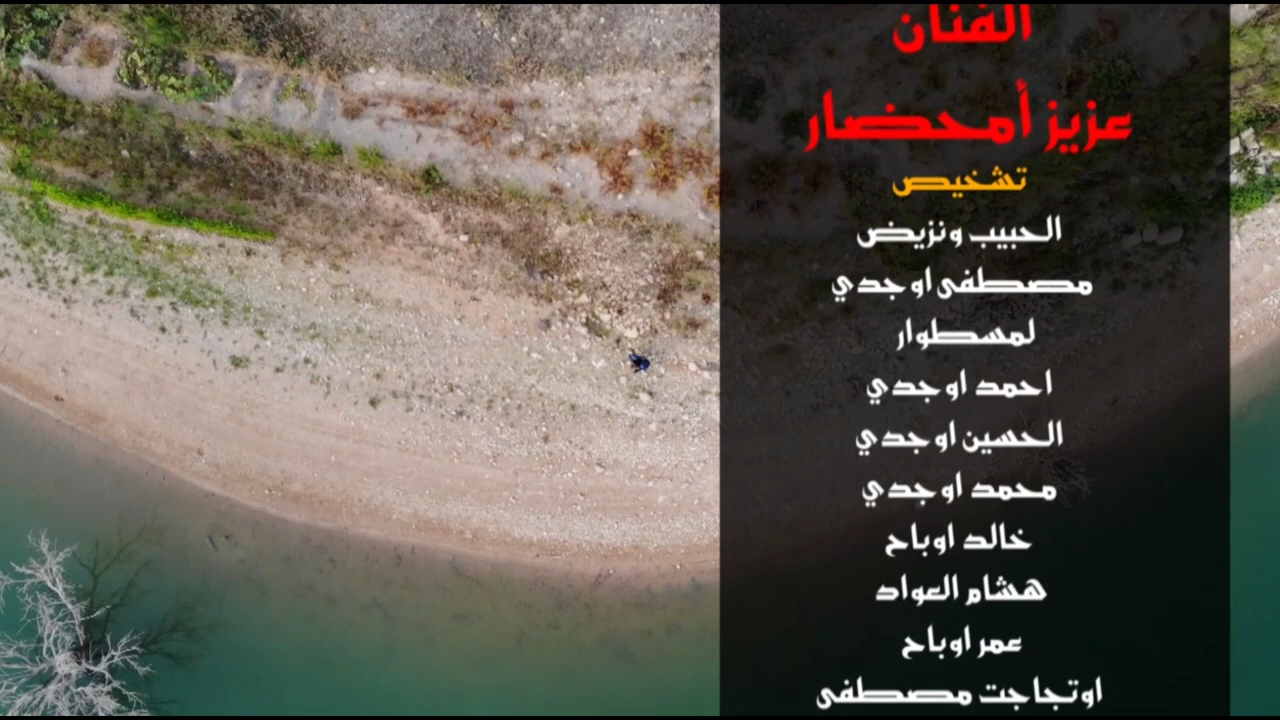 الفنان
عزيز أمحضار
تشخيص
الحبيب ونزيض
مصطفى اوجدي
لمسطوار
احمد اوجدي
الحسين اوجدي
محمد اوجدي
خالد اوباح
هشام العواد
عمر اوباح
اوتجاجت مصطفى